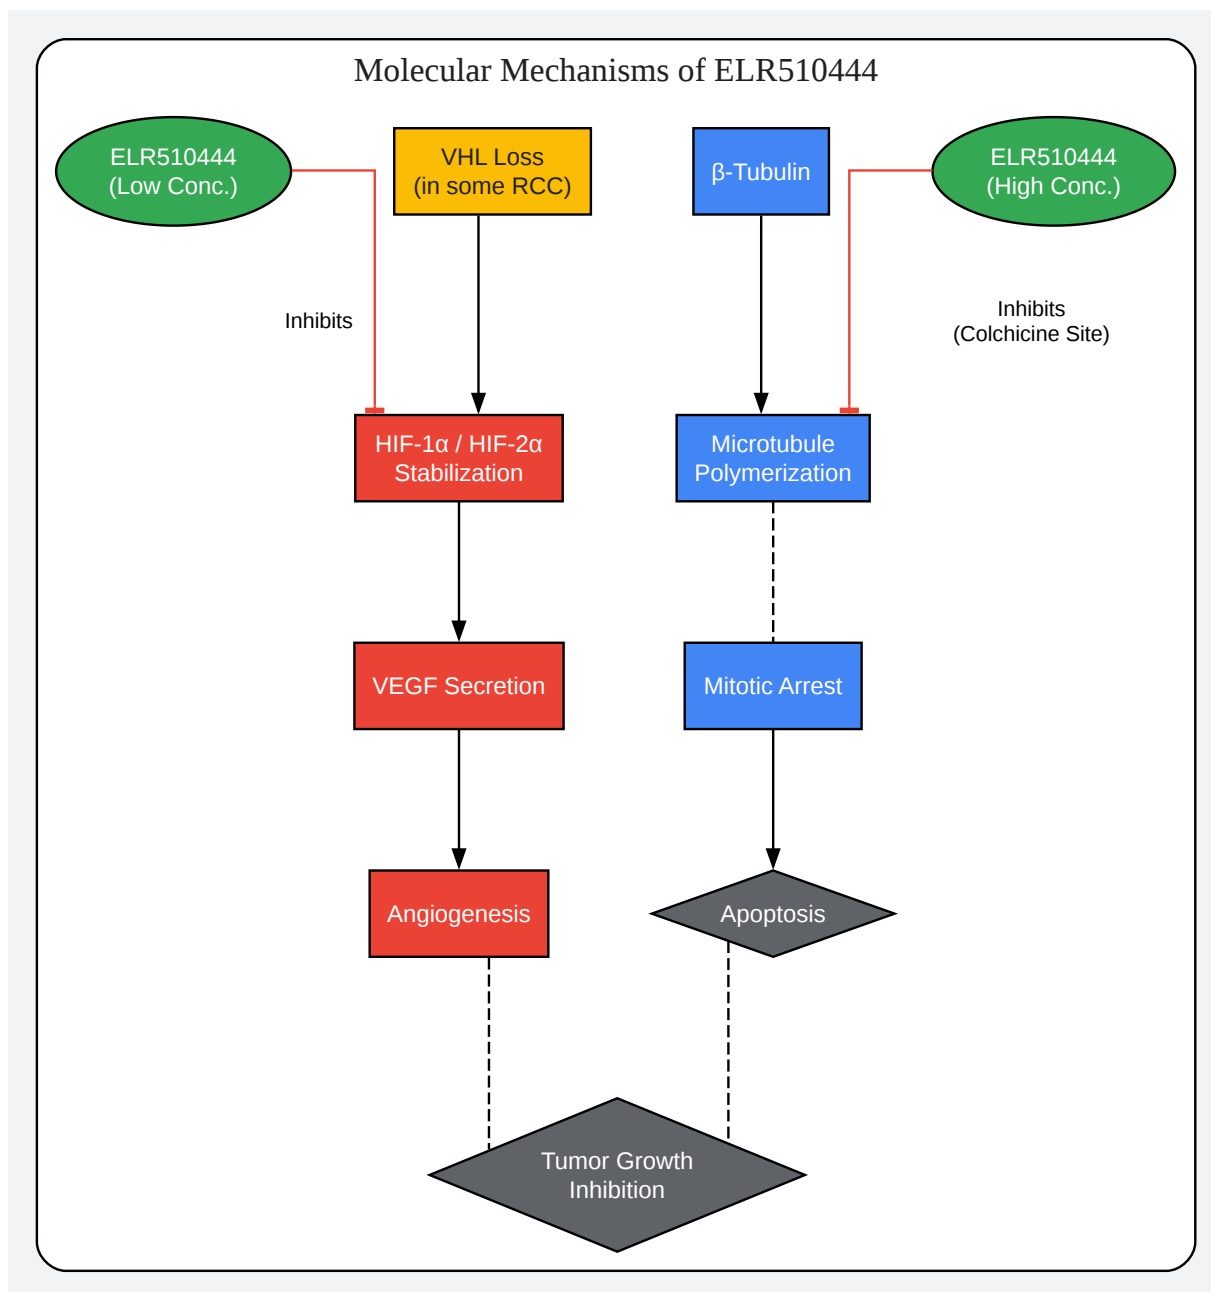 Molecular Mechanisms of ELR510444
ELR510444
(Low Conc.)
VHL Loss
(in some RCC)
β-Tubulin
ELR510444
(High Conc.)
Inhibits
Inhibits
(Colchicine Site)
HIF-1α / HIF-2α
Stabilization
Microtubule
Polymerization
VEGF Secretion
Mitotic Arrest
Angiogenesis
Apoptosis
Tumor Growth
Inhibition